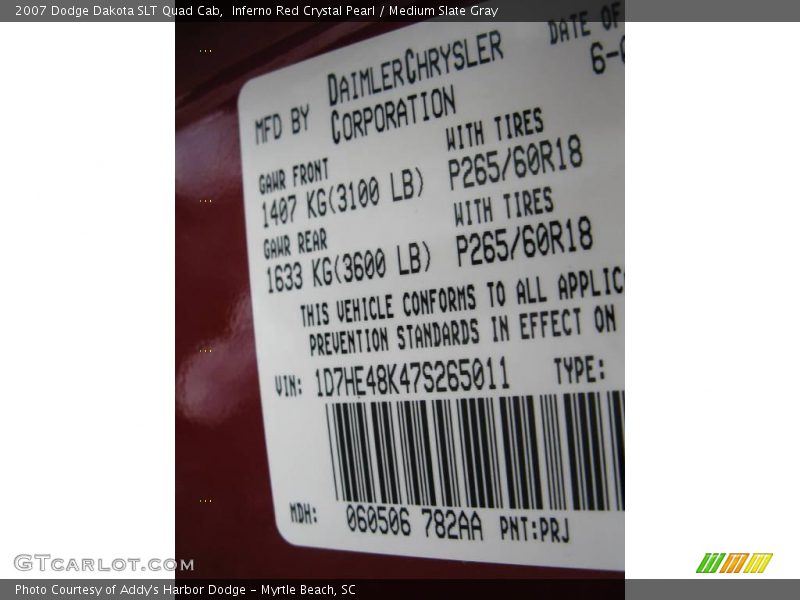 2007 Dodge Dakota SLT Quad Cab, Inferno Red Crystal Pearl / Medium Slate Gray
DATE OF
MFD BY DAIMLERCHRYSLER
CORPORATION
6-0
GAWR FRONT WITH TIRES
1407 KG(3100 LB) P265/60R18
GAWR REAR WITH TIRES
1633 KG(3600 LB) P265/60R18
THIS VEHICLE CONFORMS TO ALL APPLIC
PREVENTION STANDARDS IN EFFECT ON
VIN: 1D7HE48K47S265011 TYPE:
MDH: 060506 782AA PNT:PRJ
GTCARLOT.COM
Photo Courtesy of Addy's Harbor Dodge - Myrtle Beach, SC